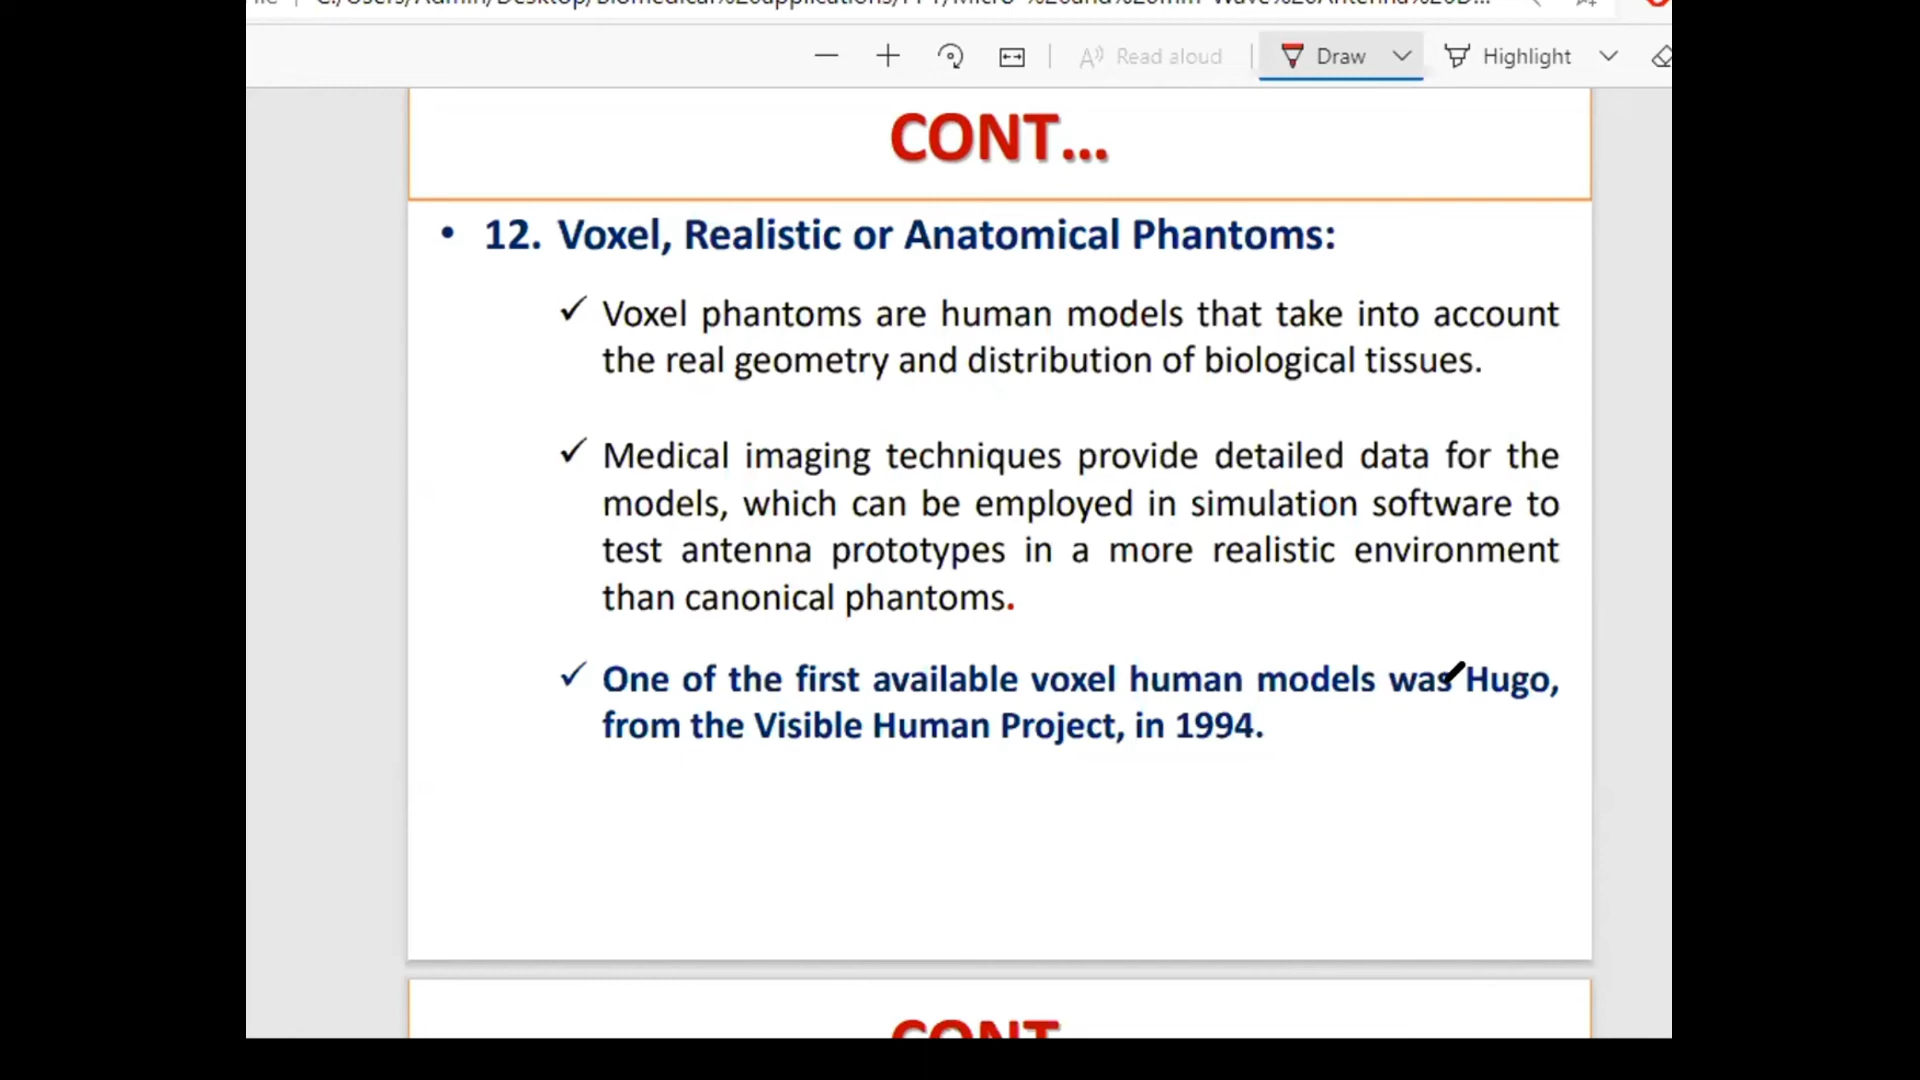 Read aloud
Draw
Highlight
CONT...
• 12. Voxel, Realistic or Anatomical Phantoms:
✓ Voxel phantoms are human models that take into account
the real geometry and distribution of biological tissues.
✓ Medical imaging techniques provide detailed data for the
models, which can be employed in simulation software to
test antenna prototypes in a more realistic environment
than canonical phantoms.
✓ One of the first available voxel human models was Hugo,
from the Visible Human Project, in 1994.
CONT